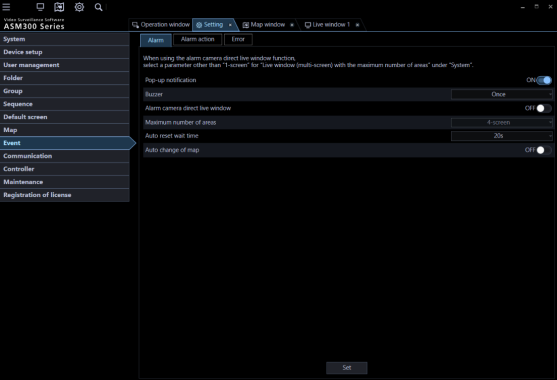 Video Surveillance Software
ASM300 Series
Operation window
Setting
Map window
Live window 1
System
Device setup
User management
Folder
Group
Sequence
Default screen
Map
Event
Communication
Controller
Maintenance
Registration of license
Alarm
Alarm action
Error
When using the alarm camera direct live window function,
select a parameter other than "1-screen" for "Live window (multi-screen) with the maximum number of areas" under "System".
Pop-up notification
ON
Buzzer
Once
Alarm camera direct live window
OFF
Maximum number of areas
4-screen
Auto reset wait time
20s
Auto change of map
OFF
Set